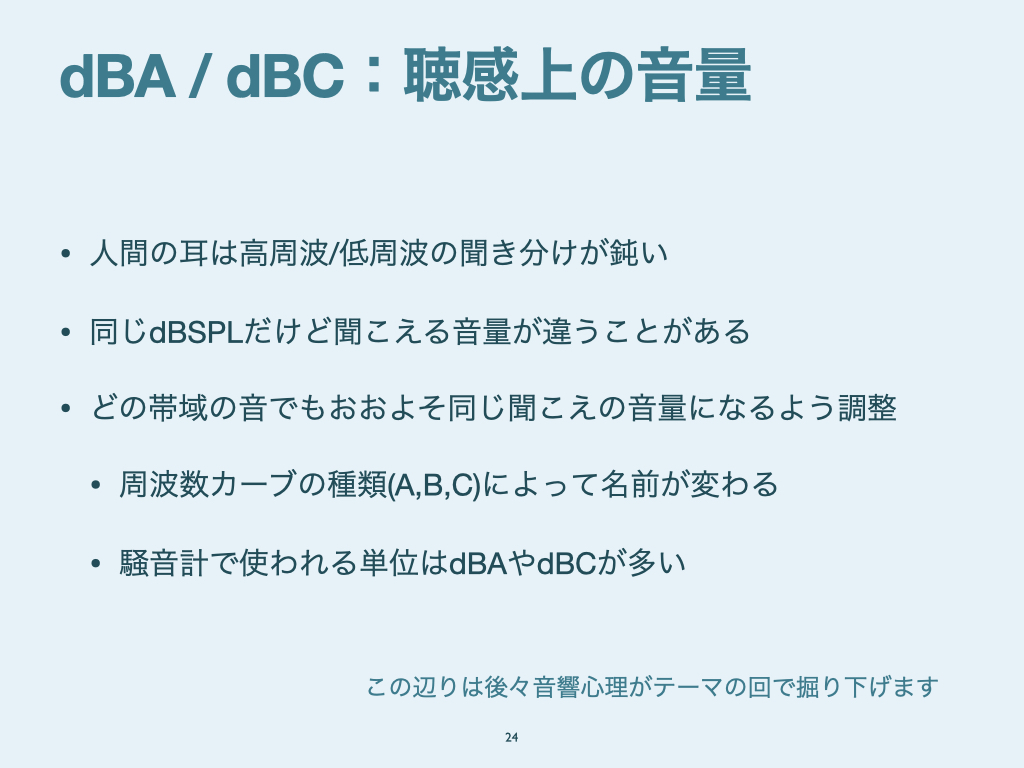 dBA / dBC：聴感上の音量
• 人間の耳は高周波/低周波の聞き分けが鈍い
• 同じdBSPLだけど聞こえる音量が違うことがある
• どの帯域の音でもおおよそ同じ聞こえの音量になるよう調整
• 周波数カーブの種類(A,B,C)によって名前が変わる
• 騒音計で使われる単位はdBAやdBCが多い
この辺りは後々音響心理がテーマの回で掘り下げます
24